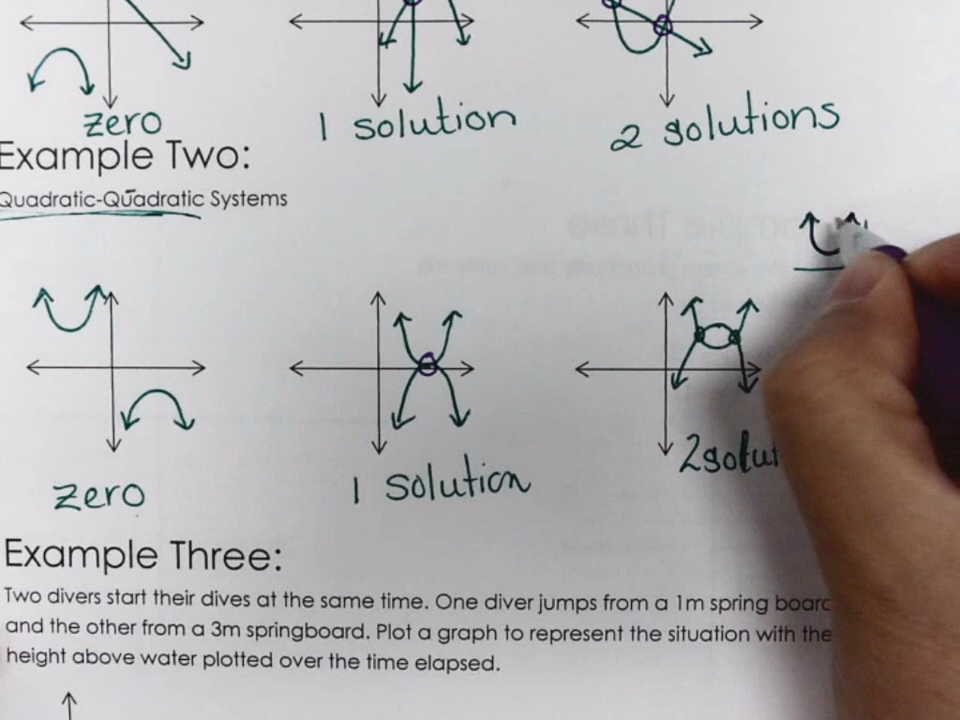 zero
1 solution
2 solutions
Example Two:
Quadratic-Quadratic Systems
zero
1 solution
Example Three:
Two divers start their dives at the same time. One diver jumps from a 1m spring
and the other from a 3m springboard. Plot a graph to represent the situation with the
height above water plotted over the time elapsed.